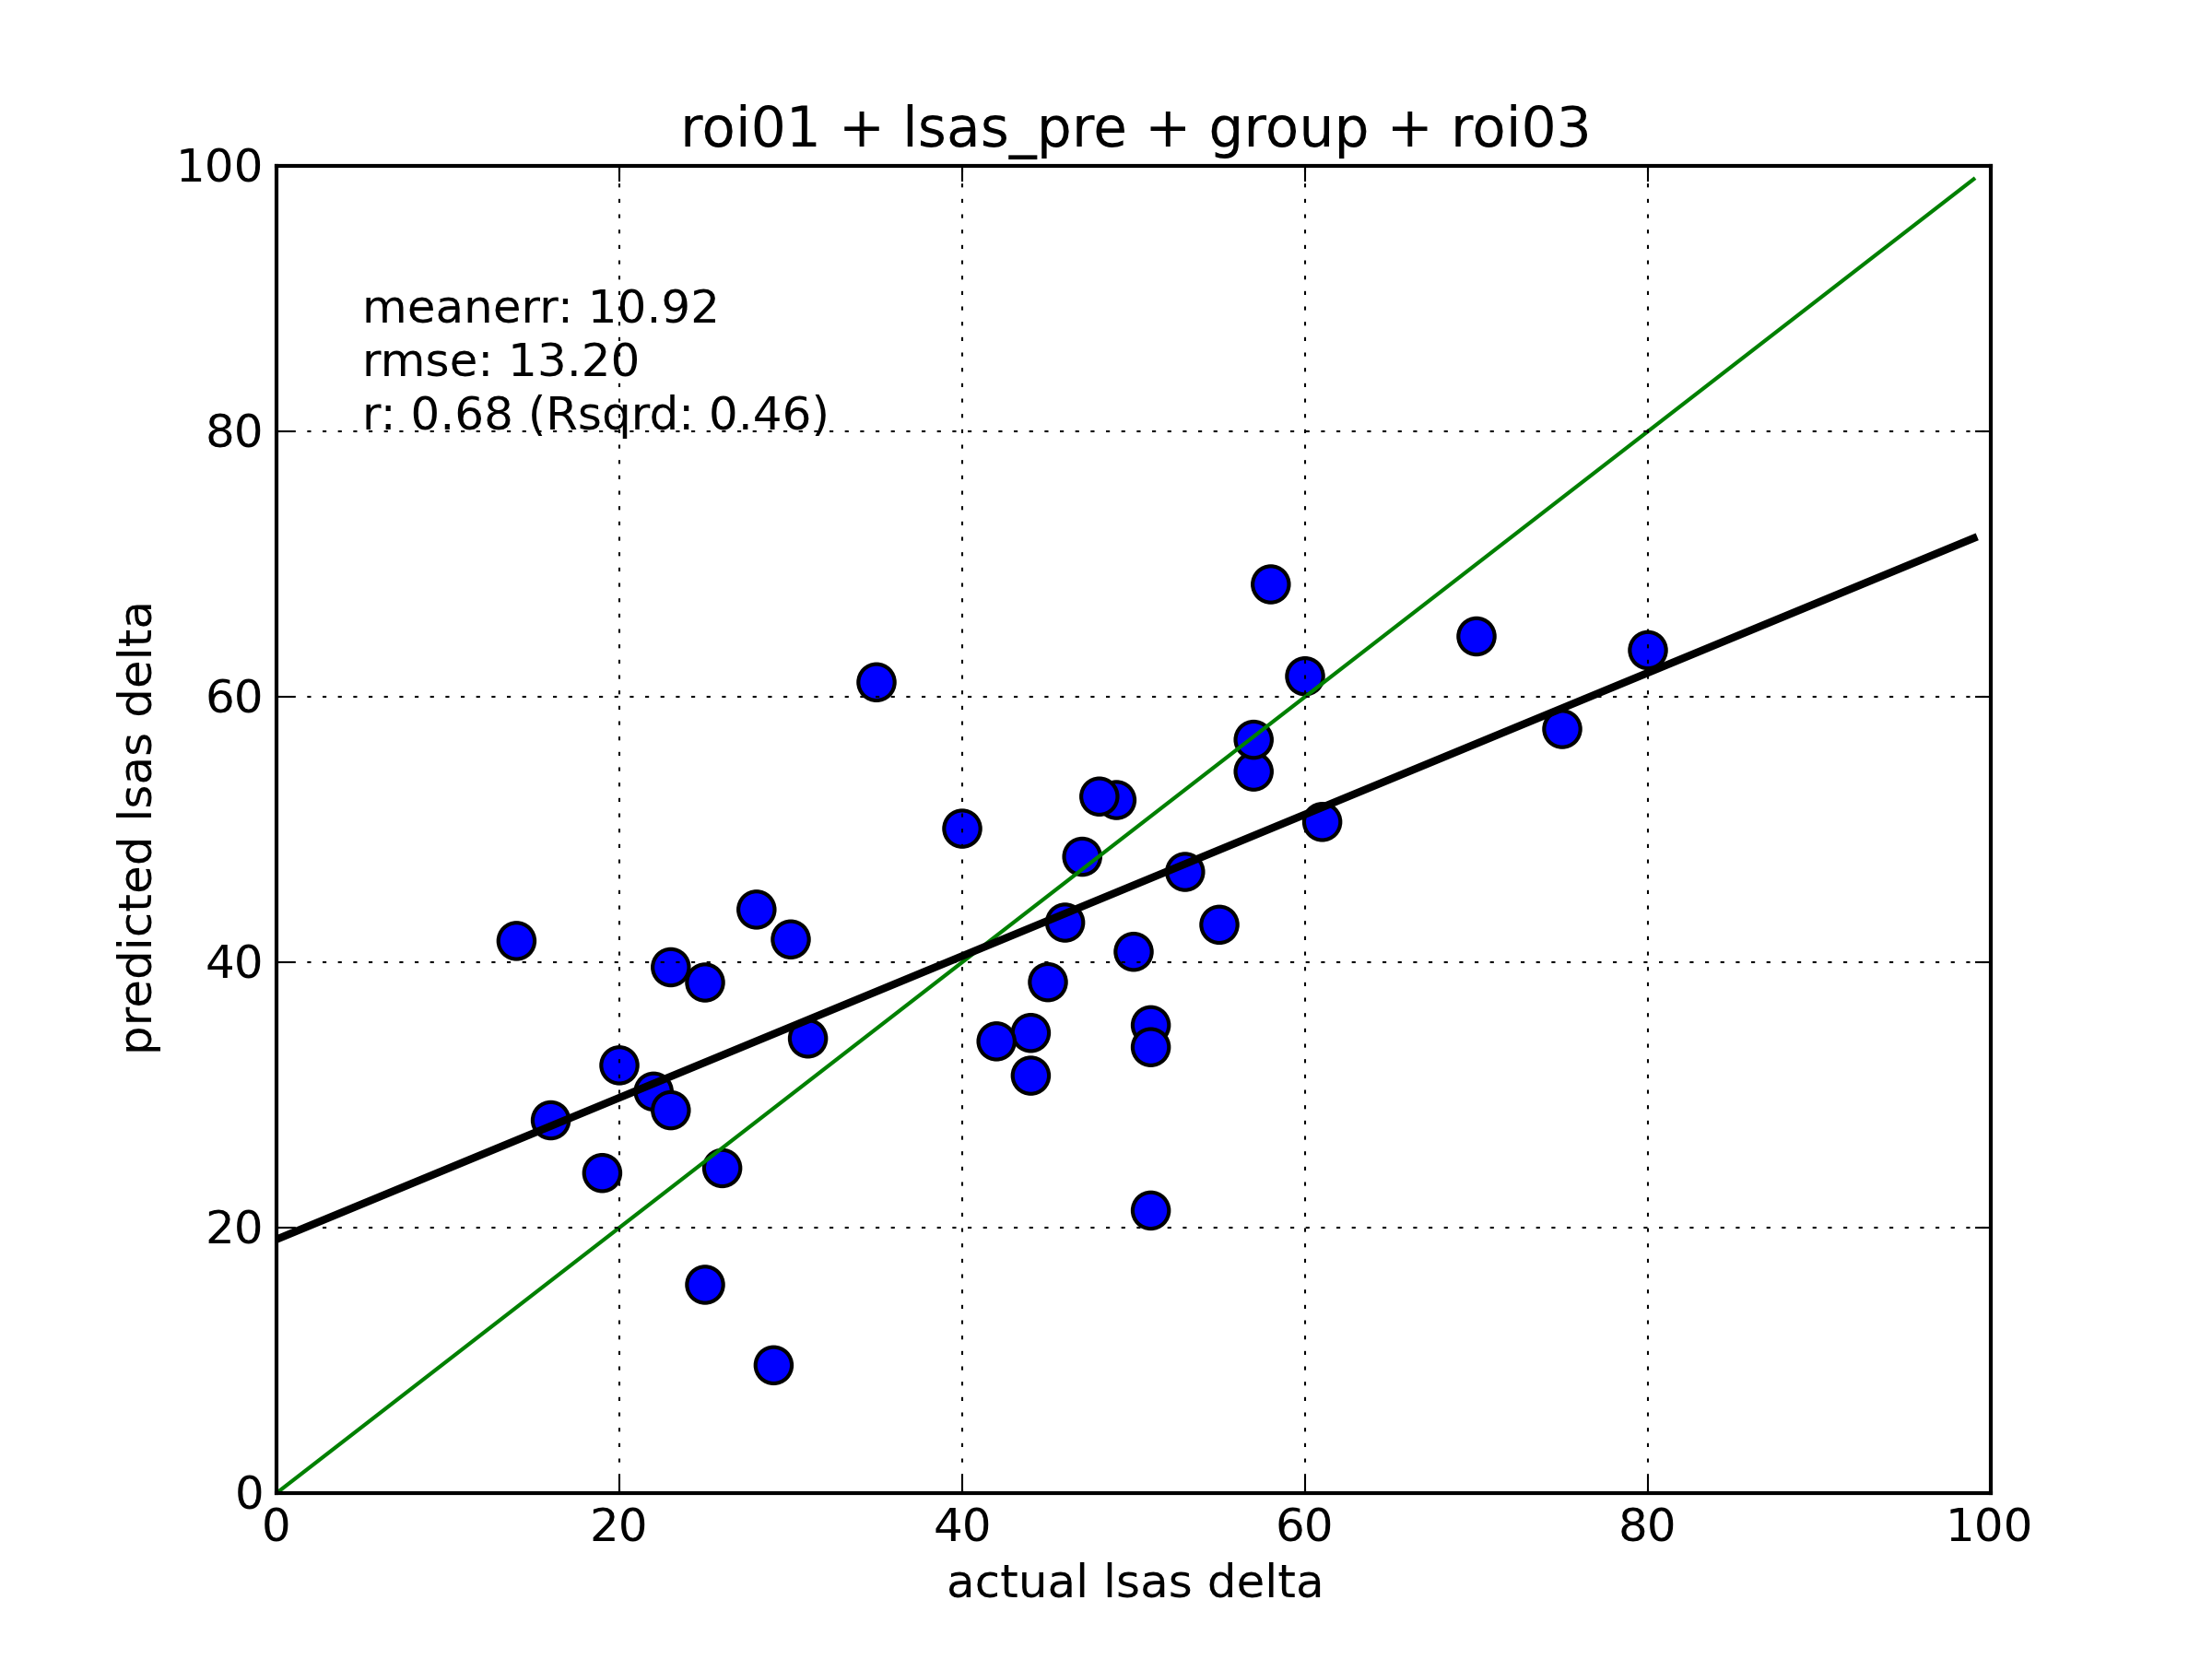 roi01 + lsas_pre + group + roi03
100
80
60
40
20
0
meanerr: 10.92
rmse: 13.20
r: 0.68 (Rsqrd: 0.46)
predicted lsas delta
0 20 40 60 80 100
actual lsas delta